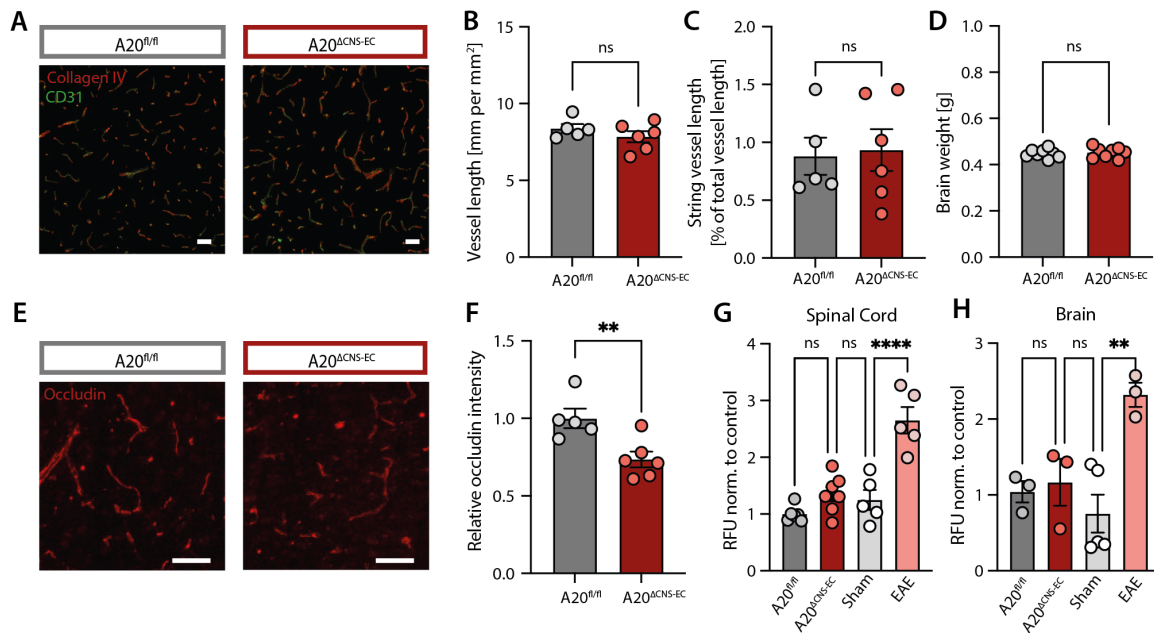 A
A20fl/fl
A20ΔCNS-EC
Collagen IV
CD31
B
Vessel length [mm per mm²]
15
10
5
0
ns
A20fl/fl
A20ΔCNS-EC
C
String vessel length
[% of total vessel length]
2.0
1.5
1.0
0.5
0.0
ns
A20fl/fl
A20ΔCNS-EC
D
Brain weight [g]
1.0
0.8
0.6
0.4
0.2
0.0
ns
A20fl/fl
A20ΔCNS-EC
E
A20fl/fl
A20ΔCNS-EC
Occludin
F
Relative occludin intensity
1.5
1.0
0.5
0.0
**
A20fl/fl
A20ΔCNS-EC
G
Spinal Cord
RFU norm. to control
4
3
2
1
0
ns
ns
****
A20fl/fl
A20ΔCNS-EC
Sham
EAE
H
Brain
RFU norm. to control
3
2
1
0
ns
ns
**
A20fl/fl
A20ΔCNS-EC
Sham
EAE